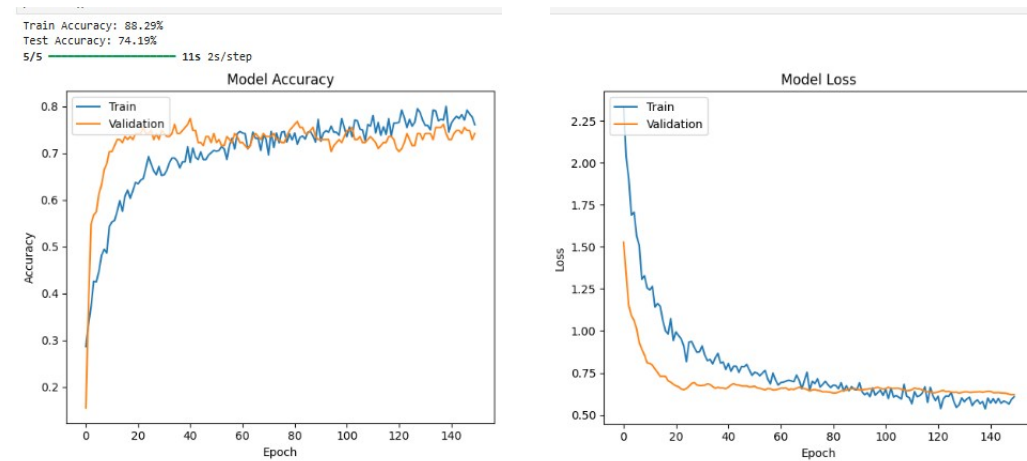 Train Accuracy: 88.29%
Test Accuracy: 74.19%
5/5 11s 2s/step
Model Accuracy
Train
Validation
0.8
0.7
0.6
0.5
0.4
0.3
0.2
Accuracy
0 20 40 60 80 100 120 140
Epoch
Model Loss
Train
Validation
2.25
2.00
1.75
1.50
1.25
1.00
0.75
0.50
Loss
0 20 40 60 80 100 120 140
Epoch